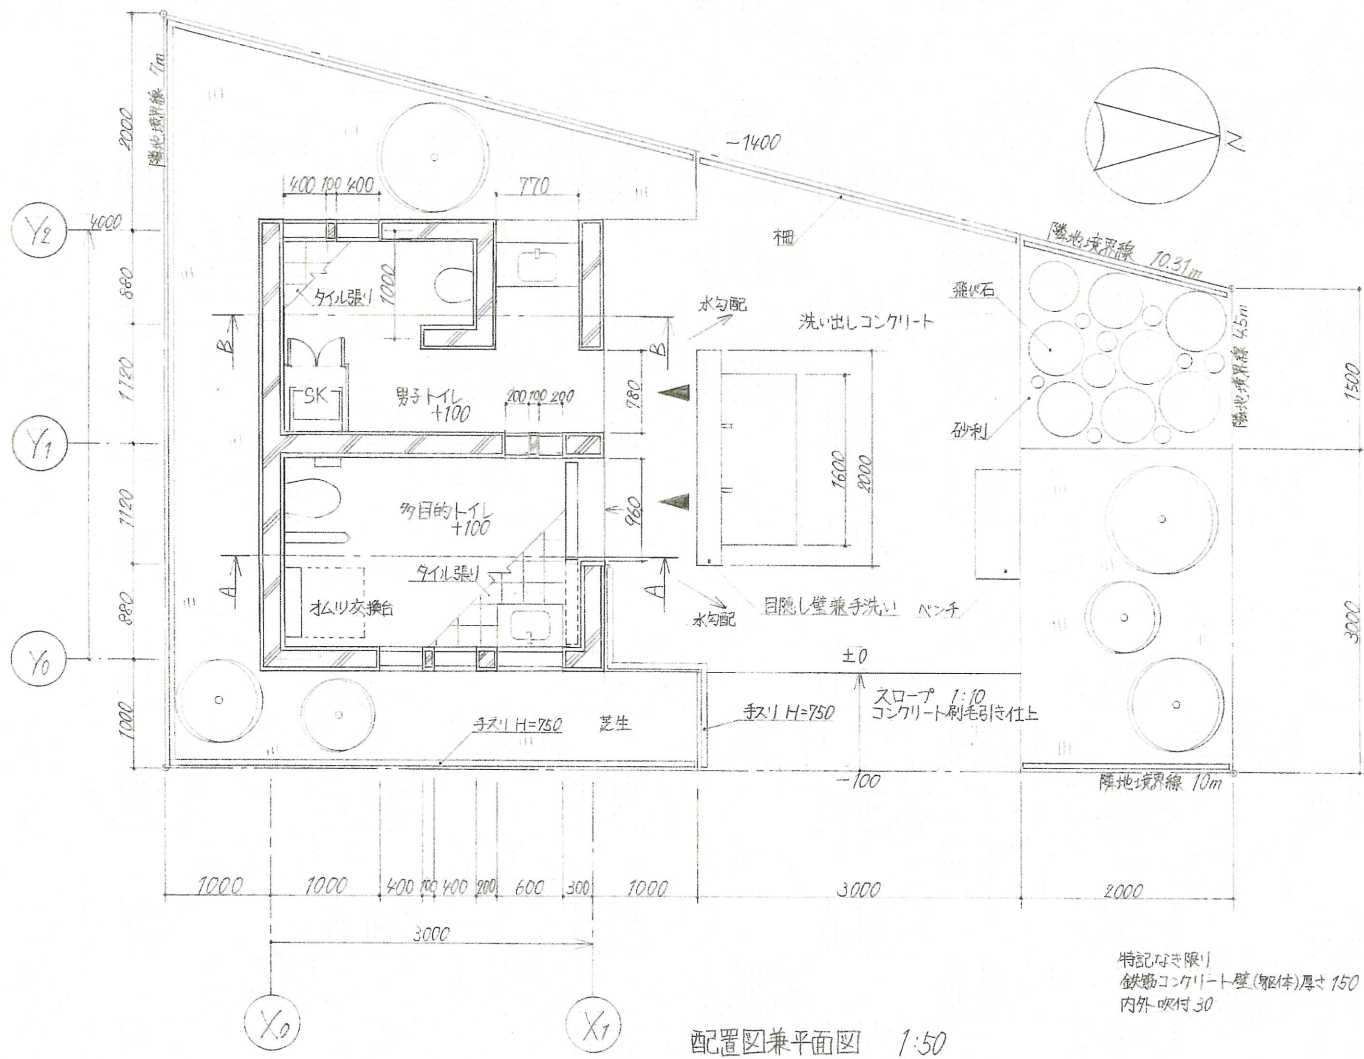 隣地境界線 7m
2000
-1400
N
400 100 400
770
Y2
4000
柵
隣地境界線 10.31m
880
タイル張り
1000
水勾配
洗い出しコンクリート
飛び石
B
B
隣地境界線 4.5m
1120
SK
男子トイレ
+100
200 100 200
780
1600
2000
砂利
1500
Y1
1120
多目的トイレ
+100
960
A
タイル張り
A
オムツ交換台
水勾配
目隠し壁兼手洗い
ベンチ
880
3000
Y0
±0
スロープ 1:10
コンクリート刷毛引き仕上
1000
手スリ H=750
芝生
手スリ H=750
-100
隣地境界線 10m
1000
1000
400
100
400
200
600
300
1000
3000
2000
3000
X0
X1
特記なき限り
鉄筋コンクリート壁(躯体)厚さ 150
内外吹付 30
配置図兼平面図 1:50